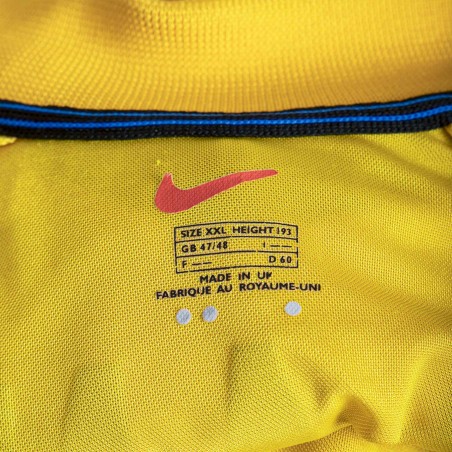 SIZE XXL HEIGHT 193
GB 47/48 I ——
F —— D 60
MADE IN UK
FABRIQUE AU ROYAUME-UNI